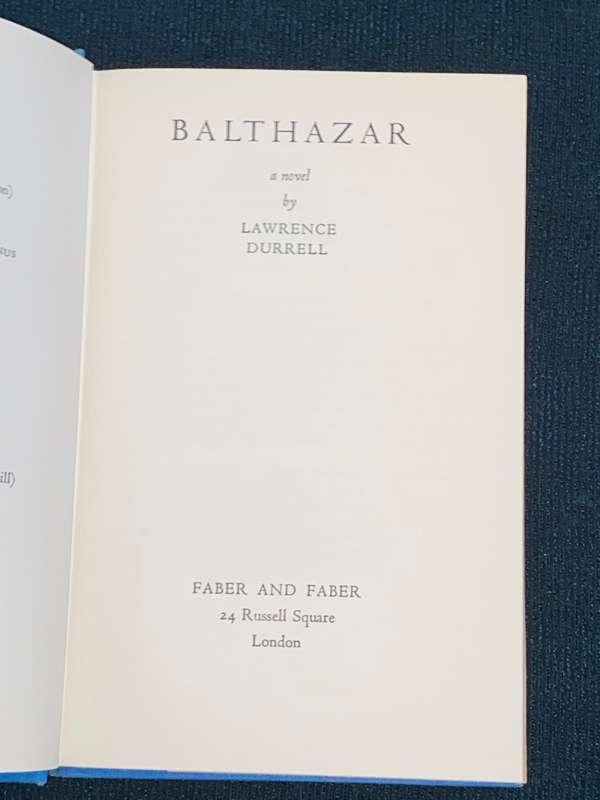 BALTHAZAR
a novel
by
LAWRENCE
DURRELL
FABER AND FABER
24 Russell Square
London